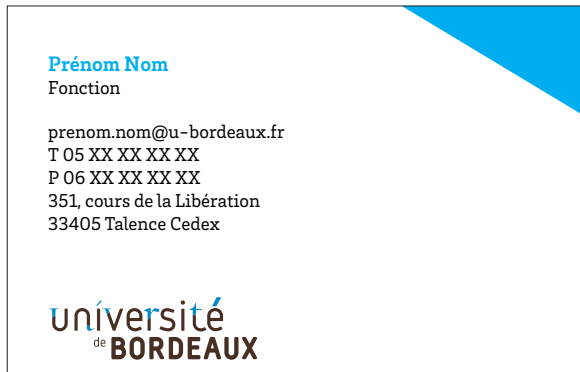 Prénom Nom
Fonction
prenom.nom@u-bordeaux.fr
T 05 XX XX XX XX
P 06 XX XX XX XX
351, cours de la Libération
33405 Talence Cedex
université
de BORDEAUX